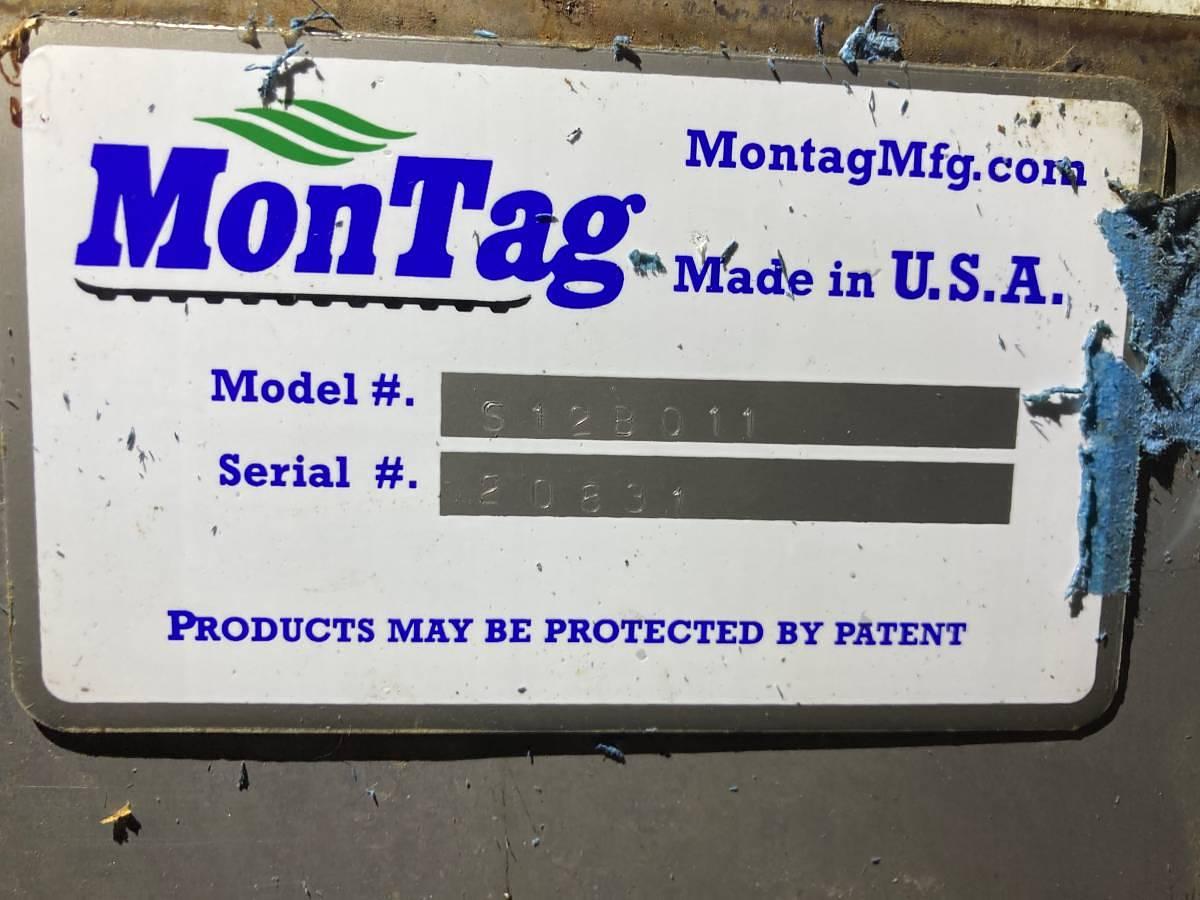 MonTag
MontagMfg.com
Made in U.S.A.
Model #. S12B011
Serial #. 20831
PRODUCTS MAY BE PROTECTED BY PATENT